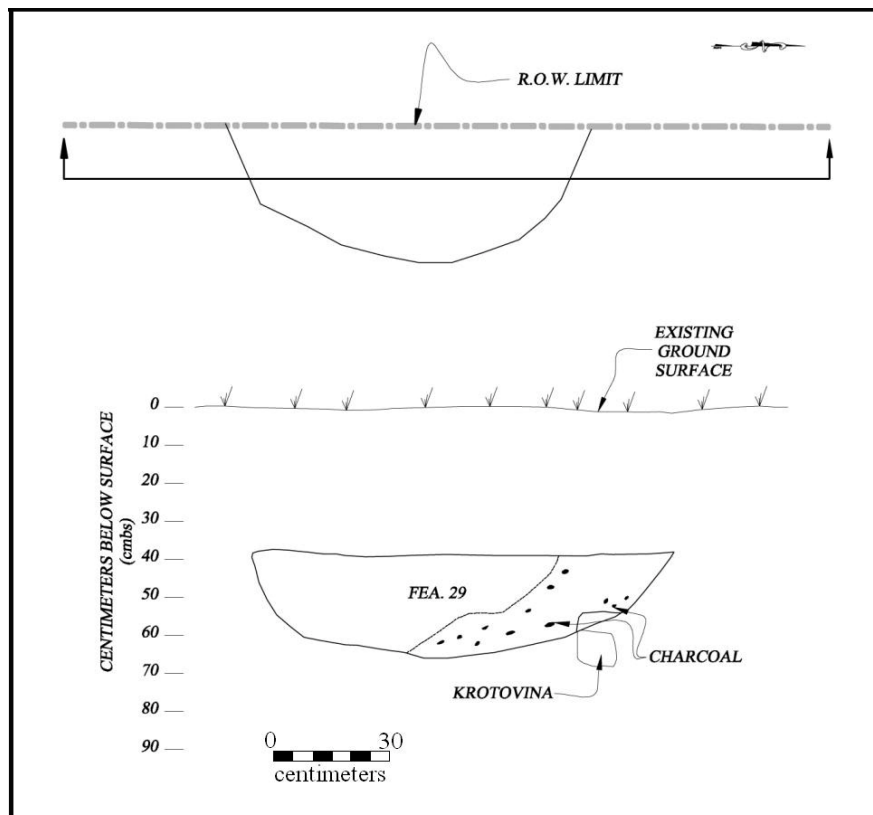 R.O.W. LIMIT
EXISTING
GROUND
SURFACE
CENTIMETERS BELOW SURFACE
(cmbs)
0
10
20
30
40
50
60
70
80
90
FEA. 29
CHARCOAL
KROTOVINA
0 30
centimeters